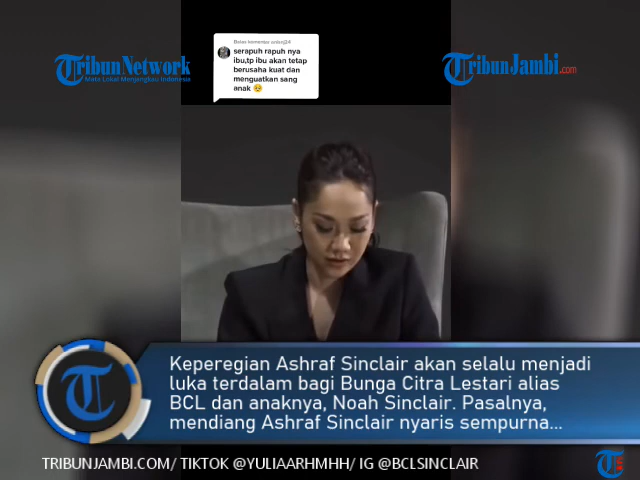 TRIBUN NETWORK
Mata Lokal Menjangkau Indonesia
TRIBUNJAMBI.com
serapuh rapuh nya
ibu,tp ibu akan tetap
berusaha kuat dan
menguatkan sang
anak 🥺
Keperegian Ashraf Sinclair akan selalu menjadi
luka terdalam bagi Bunga Citra Lestari alias
BCL dan anaknya, Noah Sinclair. Pasalnya,
mendiang Ashraf Sinclair nyaris sempurna...
TRIBUNJAMBI.COM/ TIKTOK @YULIAARHMHH/ IG @BCLSINCLAIR